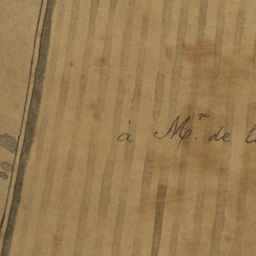 à Mr. de